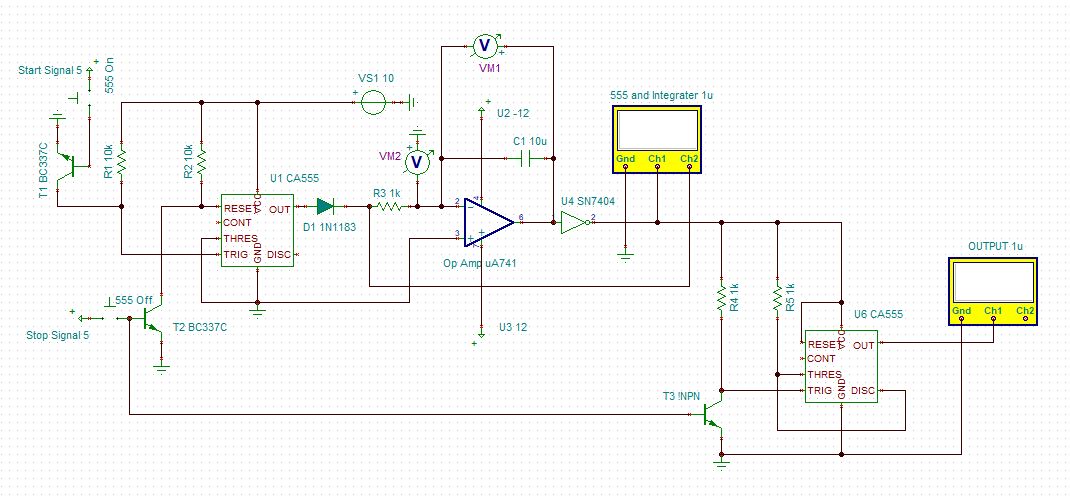 VM1
Start Signal 5
+
555 On
VS1 10
+
T1 BC337C
R1 10k
R2 10k
VM2
+
V
V
+
U2 -12
+
C1 10u
555 and Integrater 1u
Gnd Ch1 Ch2
U1 CA555
R3 1k
RESET
VCC
OUT
CONT
THRES
TRIG
GND
DISC
D1 1N1183
2
3
4
6
7
-
+
+
Op Amp uA741
U4 SN7404
2
OUTPUT 1u
Gnd Ch1 Ch2
555 Off
+
Stop Signal 5
T2 BC337C
U3 12
+
R4 1k
R5 1k
U6 CA555
RESET
VCC
OUT
CONT
THRES
TRIG
GND
DISC
T3 !NPN